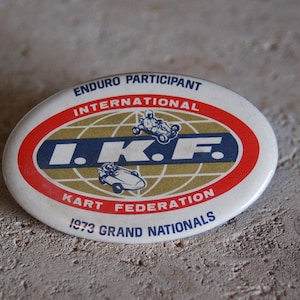 ENDURO PARTICIPANT
INTERNATIONAL
I.K.F.
KART FEDERATION
1973 GRAND NATIONALS